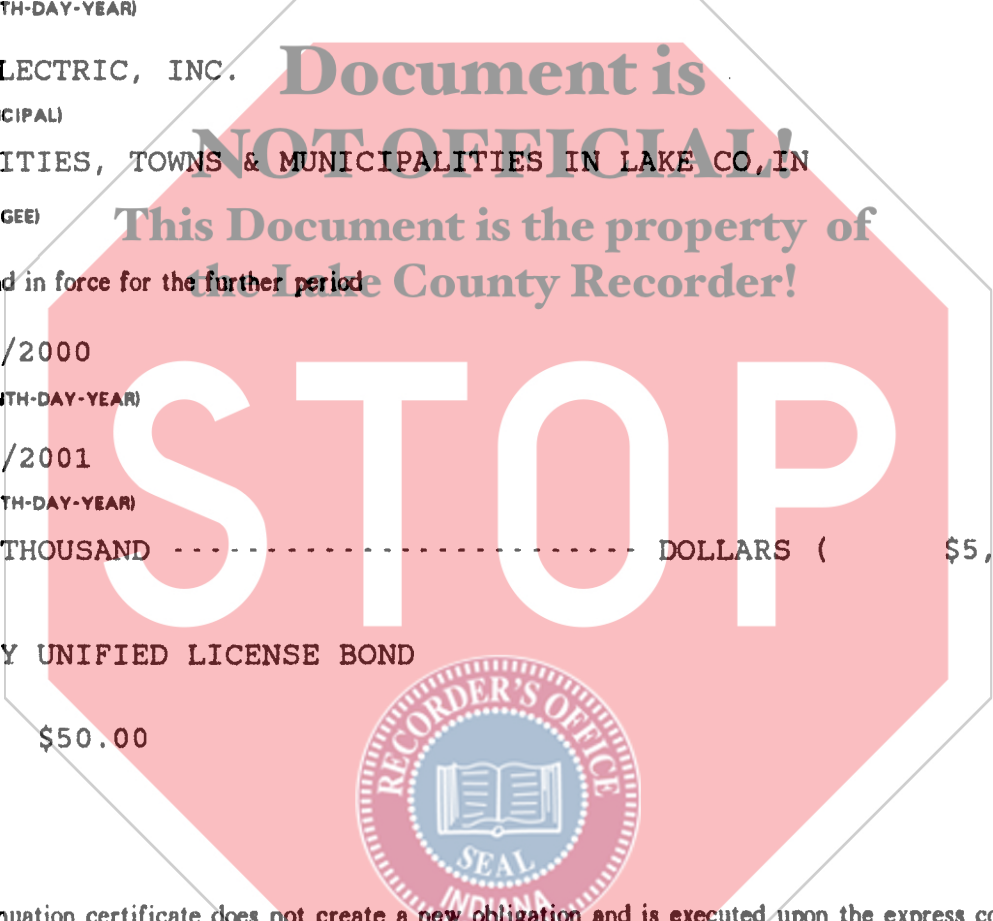 TH-DAY-YEAR)
LECTRIC, INC.
Document is
CIPAL)
NOT OFFICIAL!
ITIES, TOWNS & MUNICIPALITIES IN LAKE CO,IN
GEE)
This Document is the property of
the Lake County Recorder!
d in force for the further period
/2000
TH-DAY-YEAR)
/2001
TH-DAY-YEAR)
STOP
THOUSAND ------------------------- DOLLARS ( $5,
Y UNIFIED LICENSE BOND
$50.00
RECORDER'S OFFICE
SEAL
INDIANA
nuation certificate does not create a new obligation and is executed upon the express co